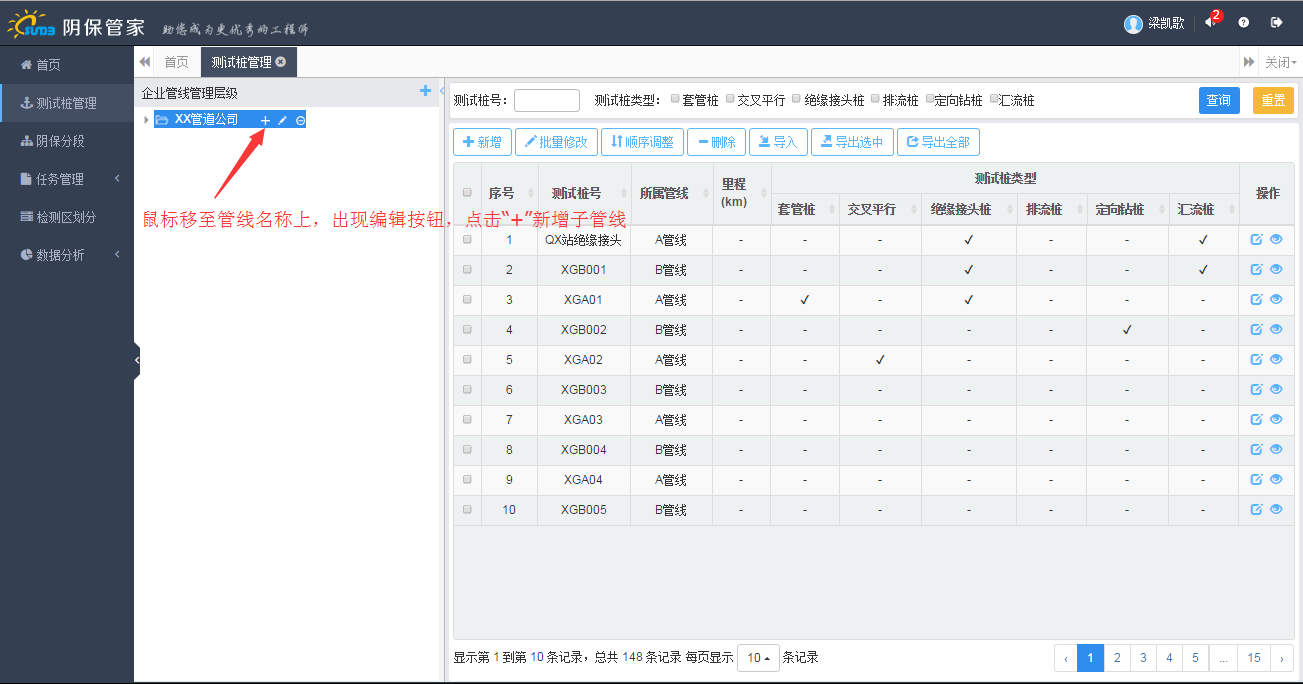 SUNDS 阴保管家 助您成为更优秀的工程师
梁凯歌 2
首页
测试桩管理
阴保分段
任务管理
检测区划分
数据分析
首页 测试桩管理 关闭
企业管线管理层级
XX管道公司
鼠标移至管线名称上，出现编辑按钮，点击“+”新增子管线
测试桩号： 测试桩类型： 套管桩 交叉平行 绝缘接头桩 排流桩 定向钻桩 汇流桩 查询 重置
新增 批量修改 顺序调整 删除 导入 导出选中 导出全部
序号 测试桩号 所属管线 里程(km) 测试桩类型 操作
套管桩 交叉平行 绝缘接头桩 排流桩 定向钻桩 汇流桩
1 QX站绝缘接头 A管线 - - - ✓ - - ✓
2 XGB001 B管线 - - - ✓ - - ✓
3 XGA01 A管线 - ✓ - ✓ - - -
4 XGB002 B管线 - - - - - ✓ -
5 XGA02 A管线 - - ✓ - - - -
6 XGB003 B管线 - - - - - - -
7 XGA03 A管线 - - - - - - -
8 XGB004 B管线 - - - - - - -
9 XGA04 A管线 - - - - - - -
10 XGB005 B管线 - - - - - - -
显示第 1 到第 10 条记录，总共 148 条记录 每页显示 10 条记录
‹ 1 2 3 4 5 ... 15 ›